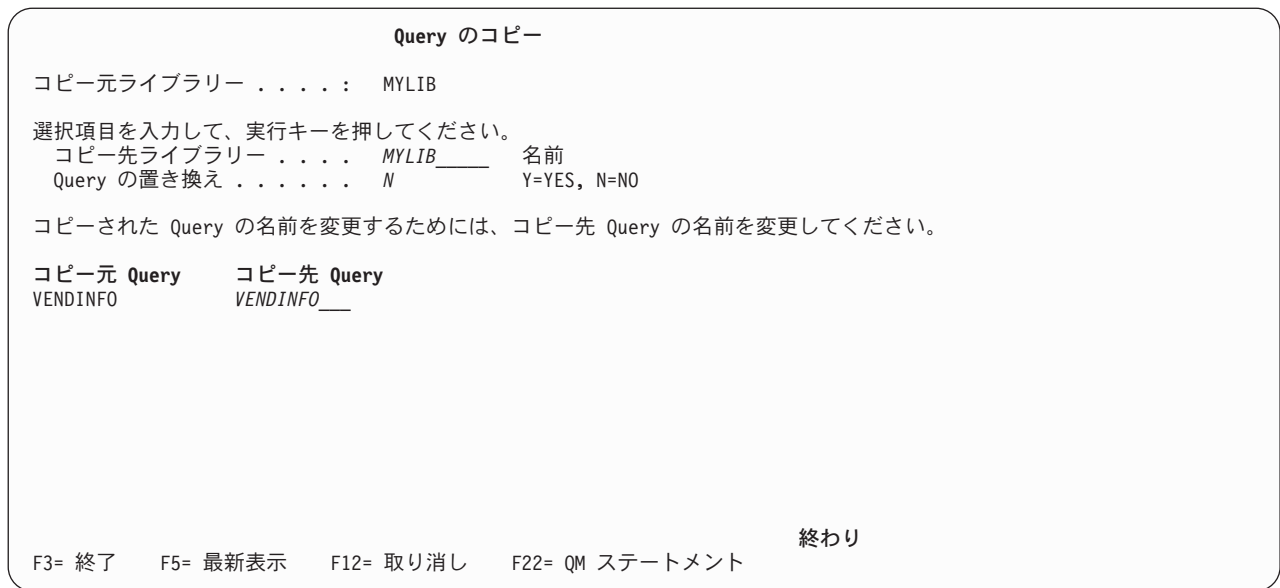 Query のコピー
コピー元ライブラリー . . . . :   MYLIB
選択項目を入力して、実行キーを押してください。
コピー先ライブラリー . . . .   MYLIB_____   名前
Query の置き換え . . . . . .   N   Y=YES, N=NO
コピーされた Query の名前を変更するためには、コピー先 Query の名前を変更してください。
コピー元 Query   コピー先 Query
VENDINFO   VENDINFO___
終わり
F3= 終了   F5= 最新表示   F12= 取り消し   F22= QM ステートメント